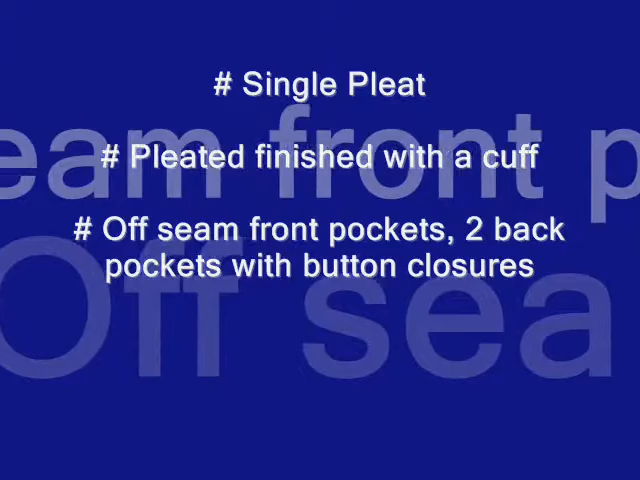 # Single Pleat
# Pleated finished with a cuff
# Off seam front pockets, 2 back
pockets with button closures
eam front p
Off sea